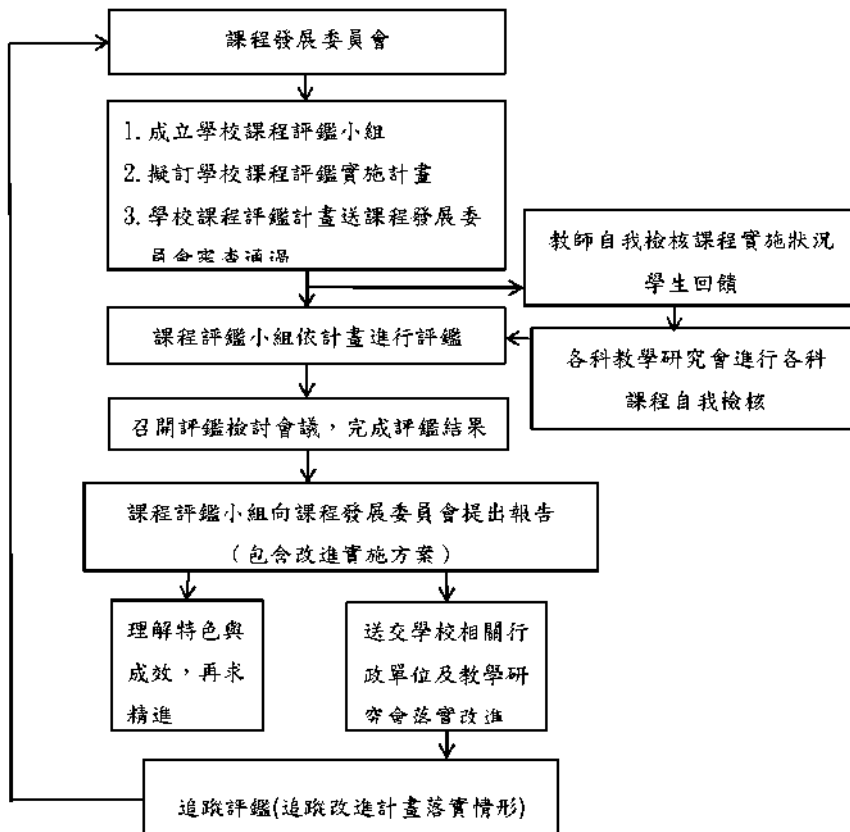 課程發展委員會
1. 成立學校課程評鑑小組
2. 擬訂學校課程評鑑實施計畫
3. 學校課程評鑑計畫送課程發展委
員會審查通過
教師自我檢核課程實施狀況
學生回饋
課程評鑑小組依計畫進行評鑑
各科教學研究會進行各科
課程自我檢核
召開評鑑檢討會議，完成評鑑結果
課程評鑑小組向課程發展委員會提出報告
（包含改進實施方案）
理解特色與
成效，再求
精進
送交學校相關行
政單位及教學研
究會落實改進
追蹤評鑑(追蹤改進計畫落實情形)